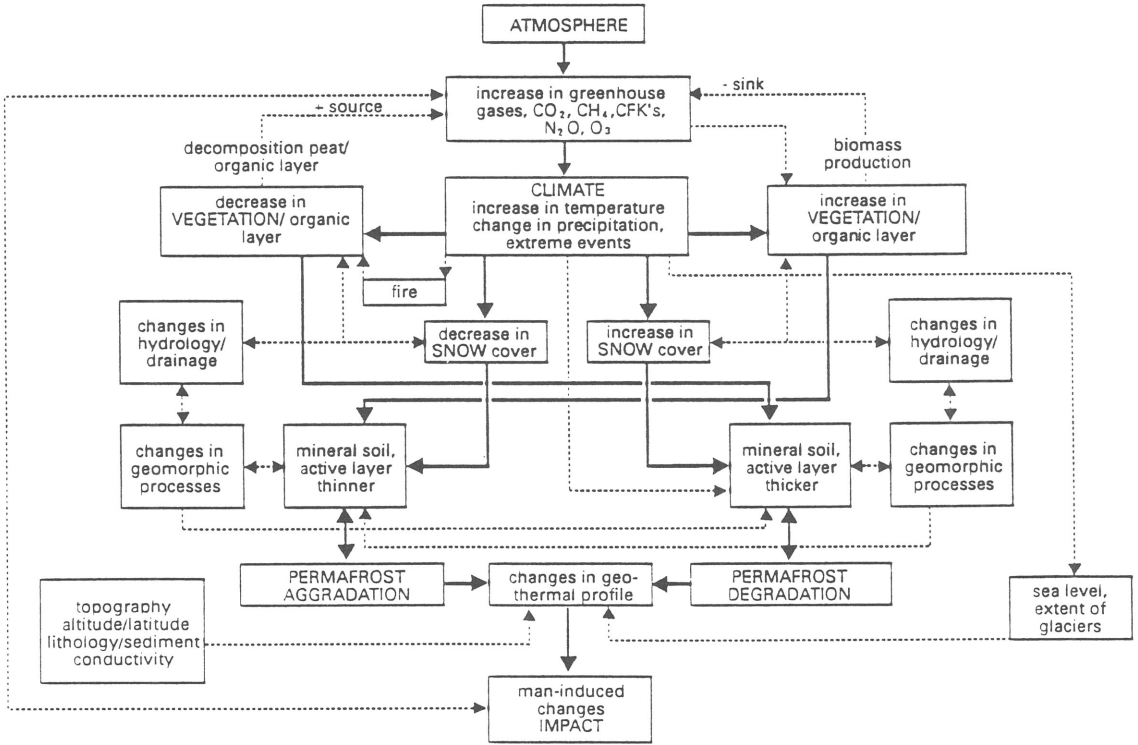 ATMOSPHERE
increase in greenhouse
gases, CO₂, CH₄,CFK's,
N₂O, O₃
+ source
- sink
decomposition peat/
organic layer
biomass
production
decrease in
VEGETATION/ organic
layer
CLIMATE
increase in temperature
change in precipitation,
extreme events
increase in
VEGETATION/
organic layer
fire
changes in
hydrology/
drainage
decrease in
SNOW cover
increase in
SNOW cover
changes in
hydrology/
drainage
changes in
geomorphic
processes
mineral soil,
active layer
thinner
mineral soil,
active layer
thicker
changes in
geomorphic
processes
PERMAFROST
AGGRADATION
changes in geo-
thermal profile
PERMAFROST
DEGRADATION
topography
altitude/latitude
lithology/sediment
conductivity
sea level,
extent of
glaciers
man-induced
changes
IMPACT